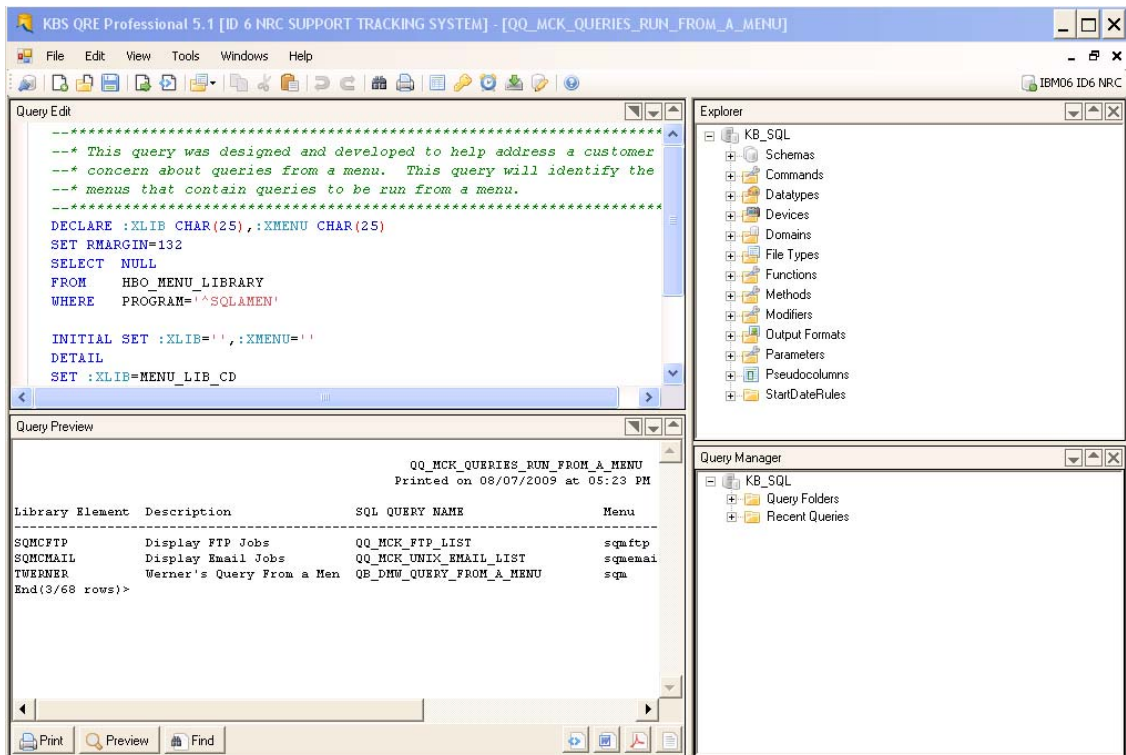 KBS QRE Professional 5.1 [ID 6 NRC SUPPORT TRACKING SYSTEM] - [QQ_MCK_QUERIES_RUN_FROM_A_MENU]
File Edit View Tools Windows Help
IBM06 ID6 NRC
Query Edit
--*******************************************************************
--* This query was designed and developed to help address a customer
--* concern about queries from a menu. This query will identify the
--* menus that contain queries to be run from a menu.
--*******************************************************************
DECLARE :XLIB CHAR(25),:XMENU CHAR(25)
SET RMARGIN=132
SELECT NULL
FROM HBO_MENU_LIBRARY
WHERE PROGRAM='^SQLAMEN'
INITIAL SET :XLIB='',:XMENU=''
DETAIL
SET :XLIB=MENU_LIB_CD
Query Preview
QQ_MCK_QUERIES_RUN_FROM_A_MENU
Printed on 08/07/2009 at 05:23 PM
Library Element Description SQL QUERY NAME Menu
SQMCFTP Display FTP Jobs QQ_MCK_FTP_LIST sqmftp
SQMCMAIL Display Email Jobs QQ_MCK_UNIX_EMAIL_LIST sqmemai
TWERNER Werner's Query From a Men QB_DMW_QUERY_FROM_A_MENU sqm
End(3/68 rows)>
Print Preview Find
Explorer
KB_SQL
Schemas
Commands
Datatypes
Devices
Domains
File Types
Functions
Methods
Modifiers
Output Formats
Parameters
Pseudocolumns
StartDateRules
Query Manager
KB_SQL
Query Folders
Recent Queries